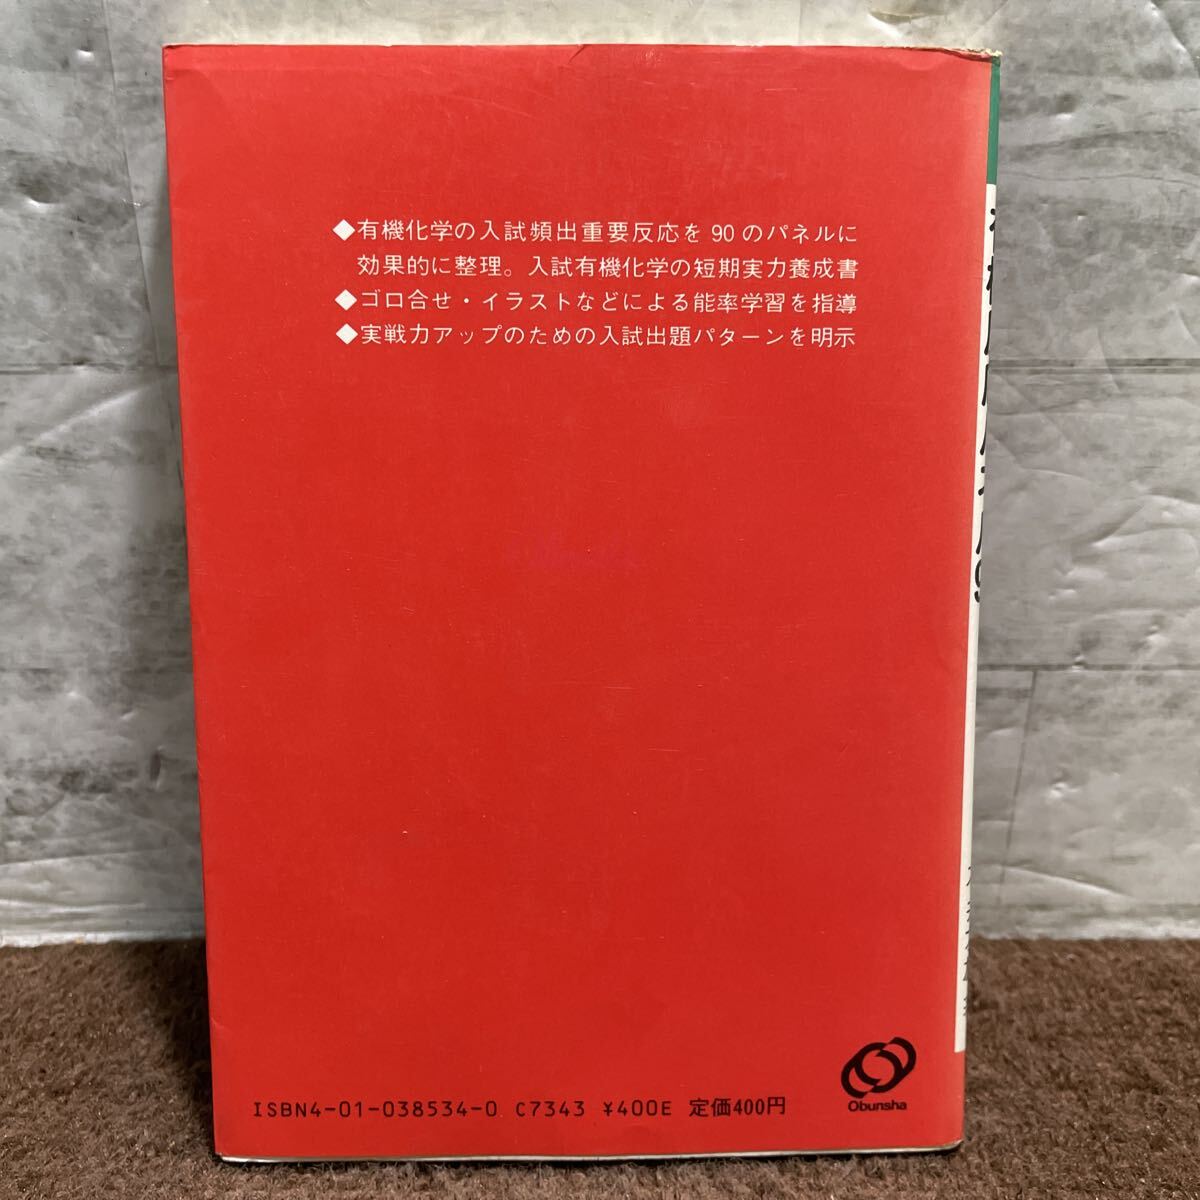 ◆有機化学の入試頻出重要反応を90のパネルに
効果的に整理。入試有機化学の短期実力養成書
◆ゴロ合せ・イラストなどによる能率学習を指導
◆実戦力アップのための入試出題パターンを明示
Obunsha
ISBN4-01-038534-0 C7343 ¥400E 定価400円